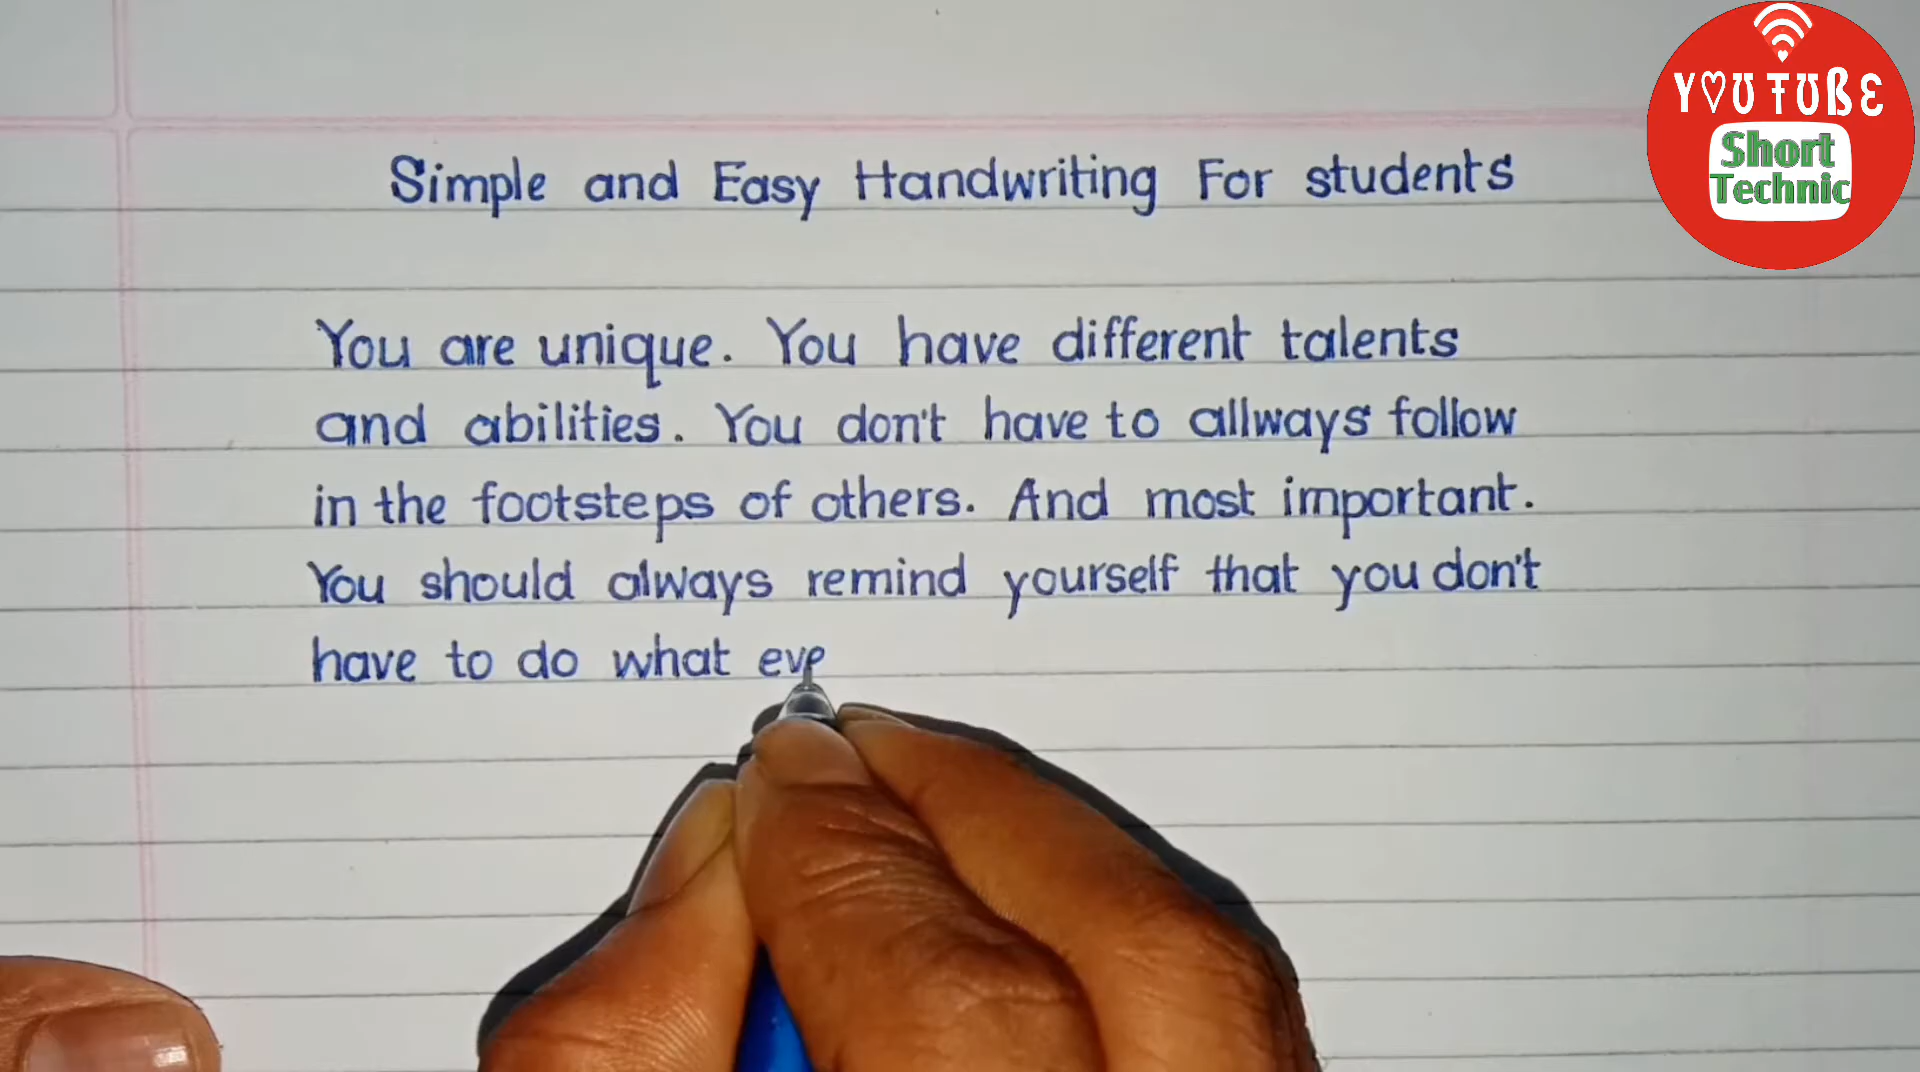 YOUTUBE
Short
Technic
Simple and Easy Handwriting For students
You are unique. You have different talents
and abilities. You don't have to allways follow
in the footsteps of others. And most important.
You should always remind yourself that you don't
have to do what eve